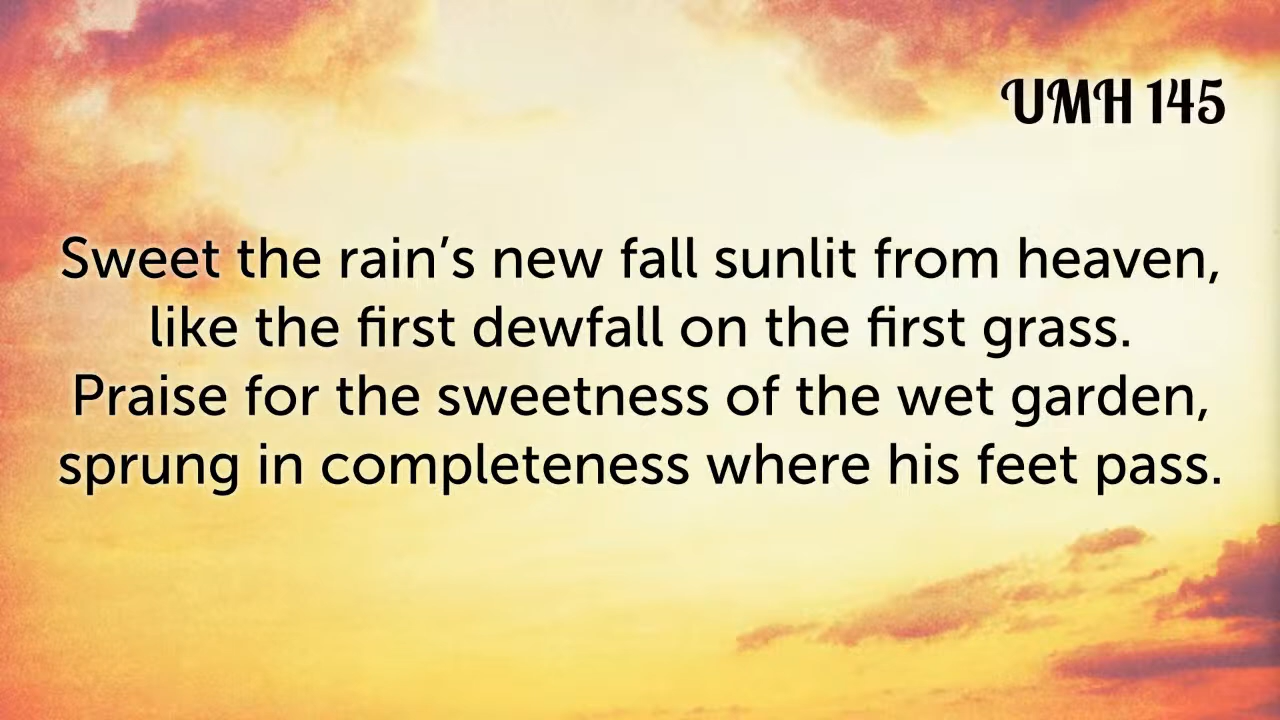 UMH 145
Sweet the rain’s new fall sunlit from heaven,
like the first dewfall on the first grass.
Praise for the sweetness of the wet garden,
sprung in completeness where his feet pass.